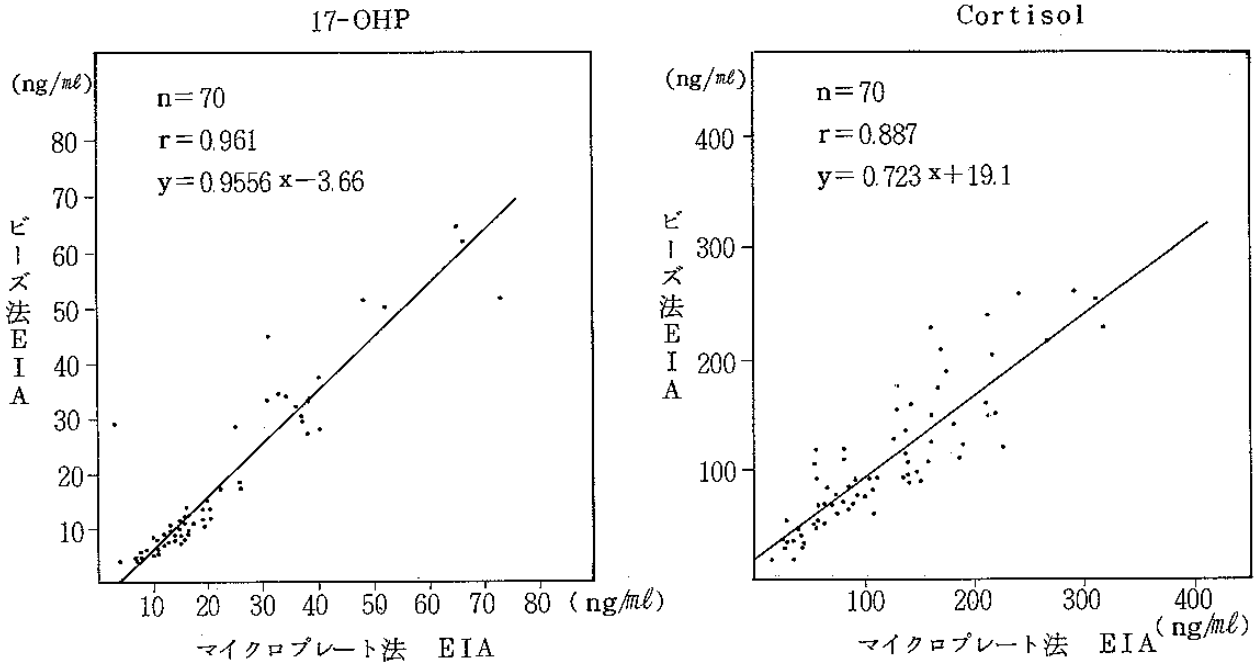 17-OHP
(ng/mℓ)
n=70
r=0.961
y=0.9556x-3.66
80
70
60
50
40
30
20
10
ビーズ法EIA
10 20 30 40 50 60 70 80 (ng/mℓ)
マイクロプレート法 EIA
Cortisol
(ng/mℓ)
n=70
r=0.887
y=0.723x+19.1
400
300
200
100
ビーズ法EIA
100 200 300 400
(ng/mℓ)
マイクロプレート法 EIA